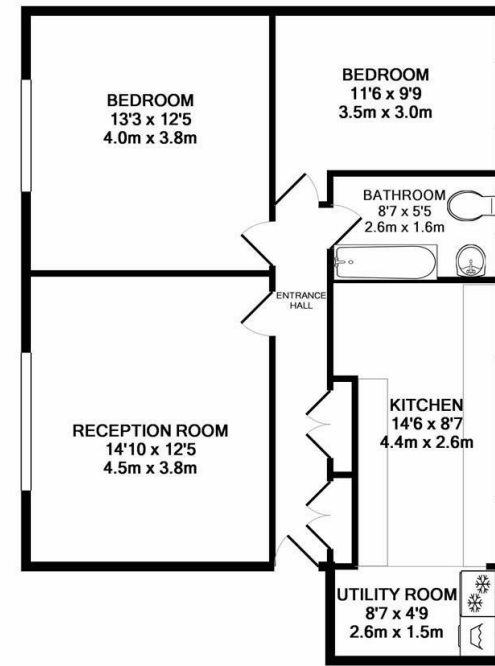 BEDROOM
13'3 x 12'5
4.0m x 3.8m
BEDROOM
11'6 x 9'9
3.5m x 3.0m
BATHROOM
8'7 x 5'5
2.6m x 1.6m
ENTRANCE
HALL
RECEPTION ROOM
14'10 x 12'5
4.5m x 3.8m
KITCHEN
14'6 x 8'7
4.4m x 2.6m
UTILITY ROOM
8'7 x 4'9
2.6m x 1.5m